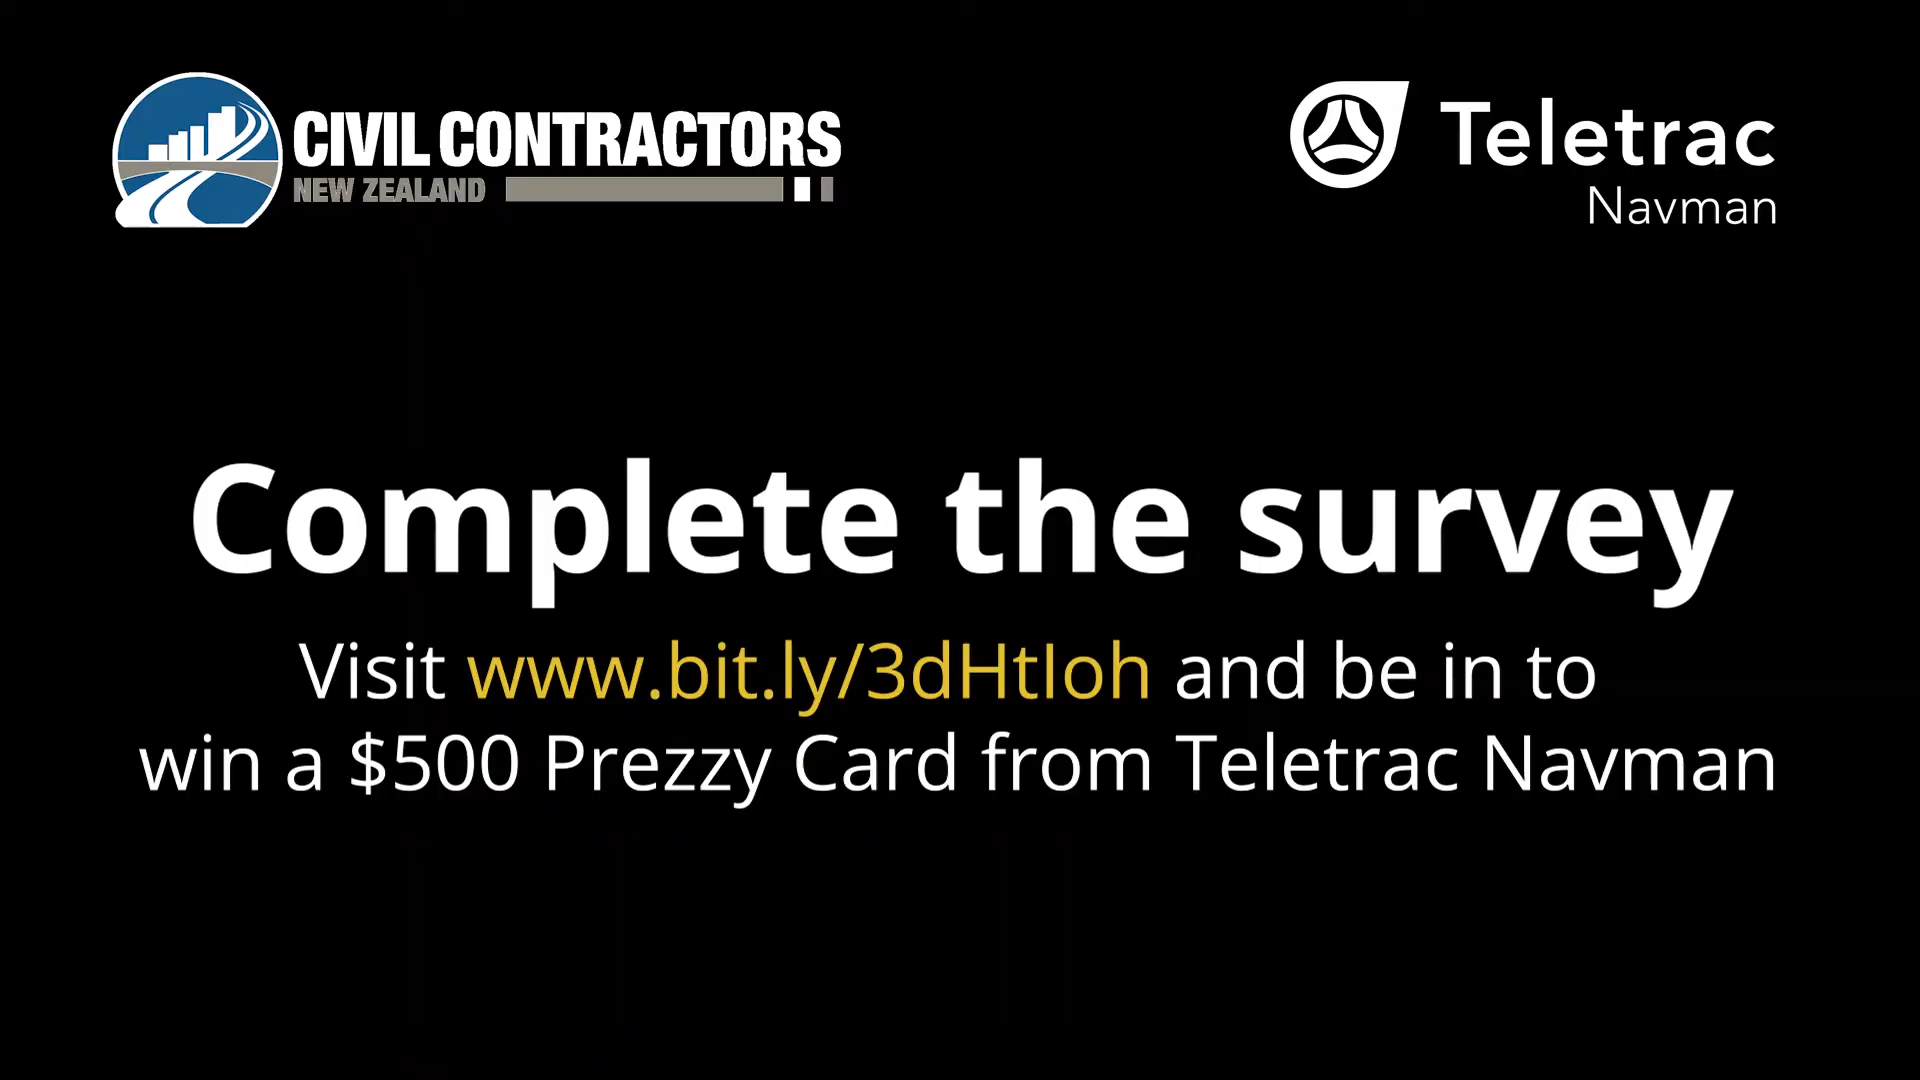 CIVIL CONTRACTORS
NEW ZEALAND
Teletrac
Navman
Complete the survey
Visit www.bit.ly/3dHtIoh and be in to
win a $500 Prezzy Card from Teletrac Navman